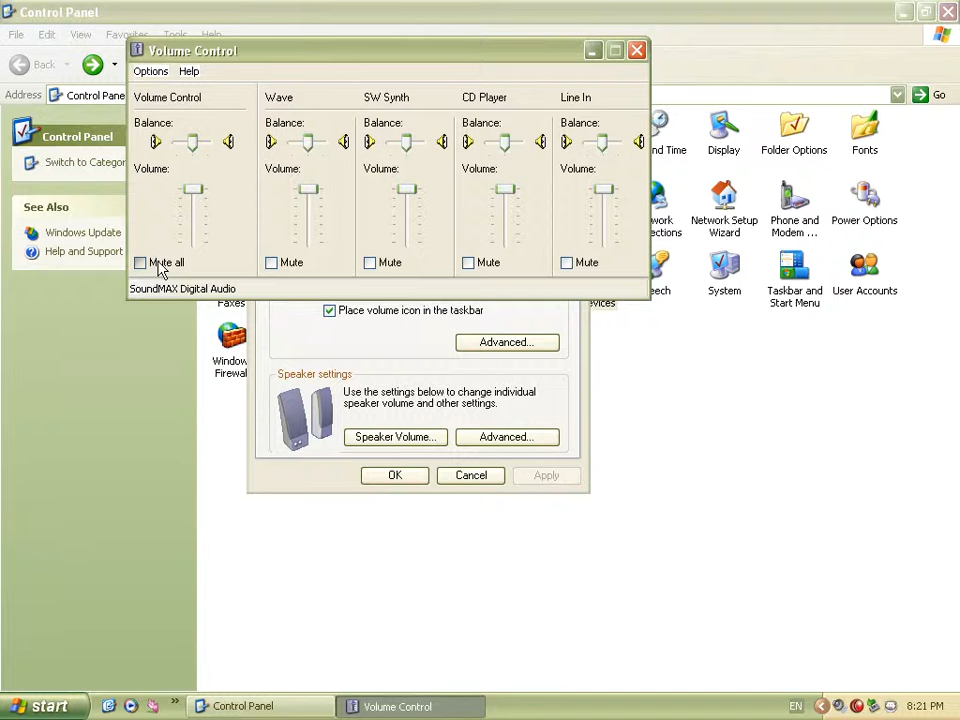 Control Panel
File Edit View Favorites Tools Help
Back
Address Control Pane Go
Control Panel
Switch to Categor
See Also
Windows Update
Help and Support
Volume Control
Options Help
Volume Control
Balance:
Volume:
Mute all
Wave
Balance:
Volume:
Mute
SW Synth
Balance:
Volume:
Mute
CD Player
Balance:
Volume:
Mute
Line In
Balance:
Volume:
Mute
SoundMAX Digital Audio
Place volume icon in the taskbar
Advanced...
Speaker settings
Use the settings below to change individual
speaker volume and other settings.
Speaker Volume... Advanced...
OK Cancel Apply
nd Time
Display
Folder Options
Fonts
work
ections
Network Setup
Wizard
Phone and
Modem ...
Power Options
eech
System
Taskbar and
Start Menu
User Accounts
Faxes
evices
Windows
Firewal
start
Control Panel
Volume Control
EN
8:21 PM